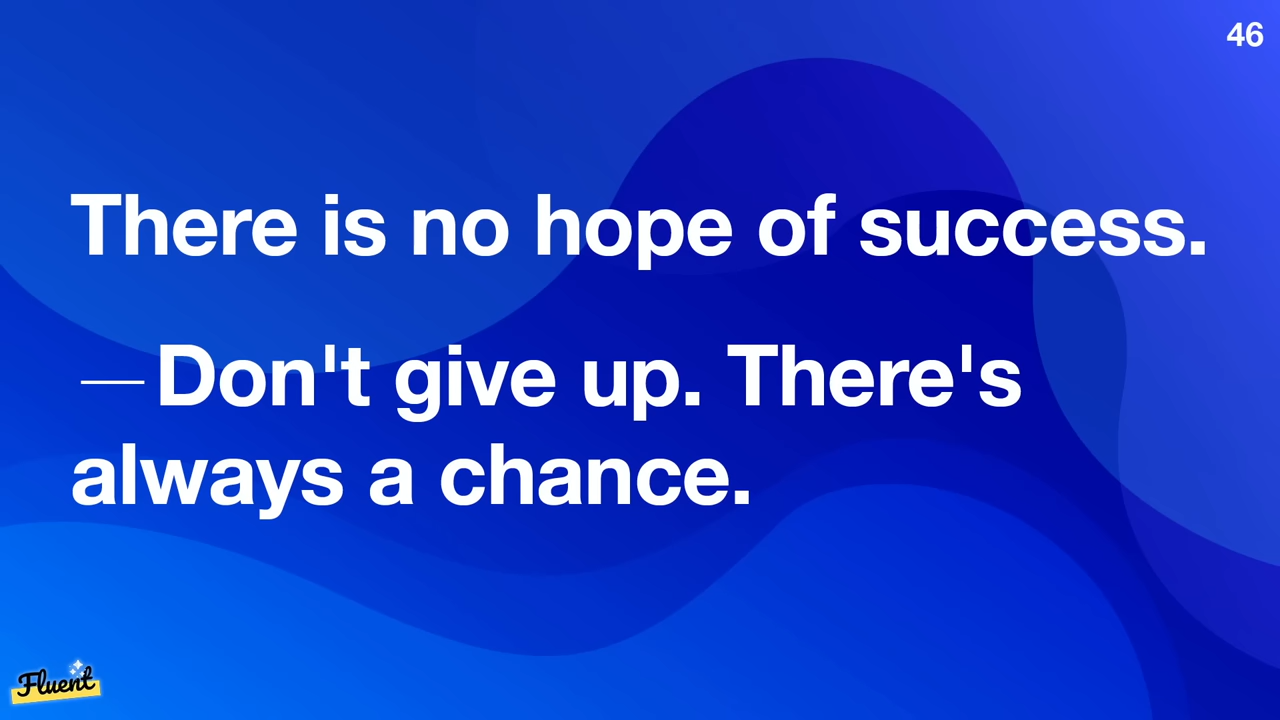 46
There is no hope of success.
—Don't give up. There's
always a chance.
Fluent